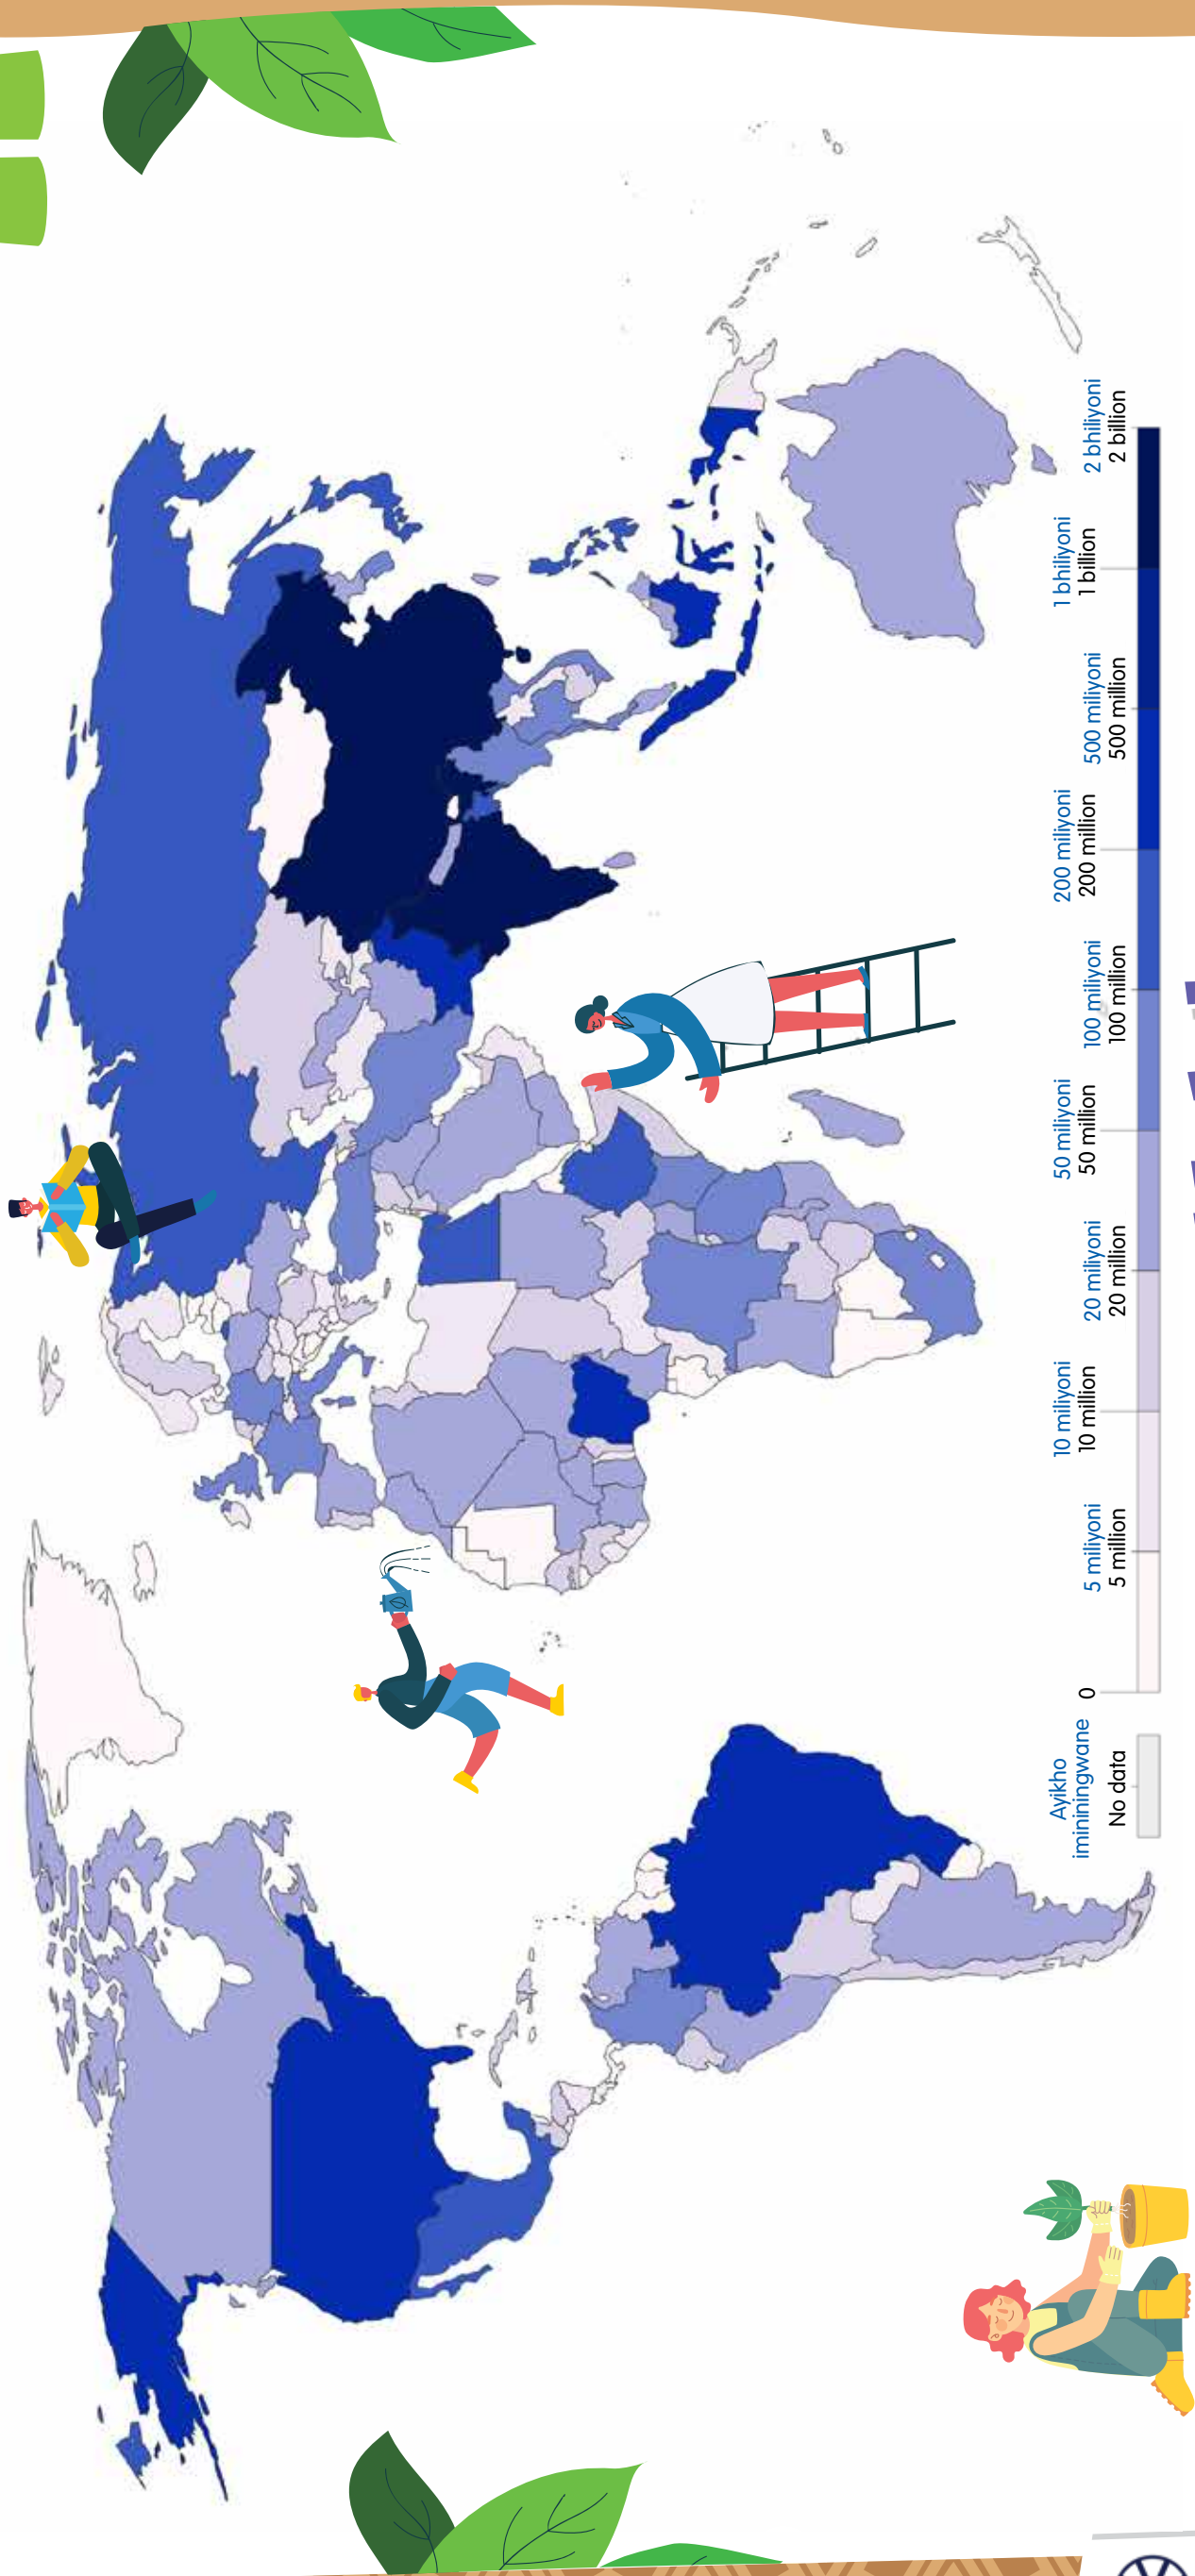 Ayikho
imininingwane
No data
0
5 miliyoni
5 million
10 miliyoni
10 million
20 miliyoni
20 million
50 miliyoni
50 million
100 miliyoni
100 million
200 miliyoni
200 million
500 miliyoni
500 million
1 bhiliyoni
1 billion
2 bhiliyoni
2 billion